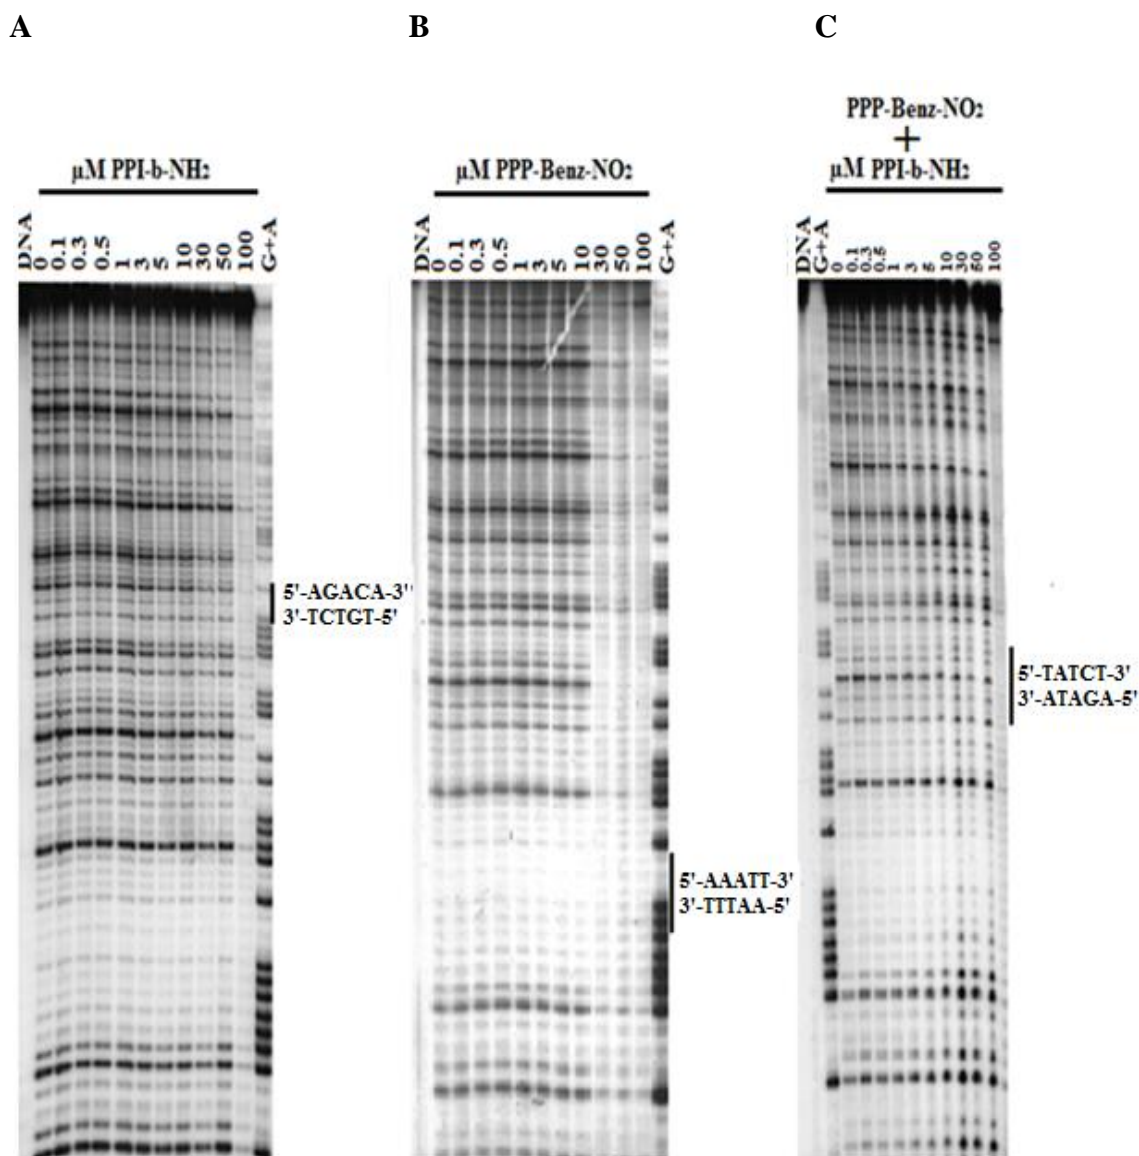 A
B
C
µM PPI-b-NH2
DNA
0
0.1
0.3
0.5
1
3
5
10
30
50
100
G+A
5'-AGACA-3'
3'-TCTGT-5'
µM PPP-Benz-NO2
DNA
0
0.1
0.3
0.5
1
3
5
10
30
50
100
G+A
5'-AAATT-3'
3'-TTTAA-5'
PPP-Benz-NO2
+
µM PPI-b-NH2
DNA
G+A
0
0.1
0.3
0.5
1
3
5
10
30
50
100
5'-TATCT-3'
3'-ATAGA-5'